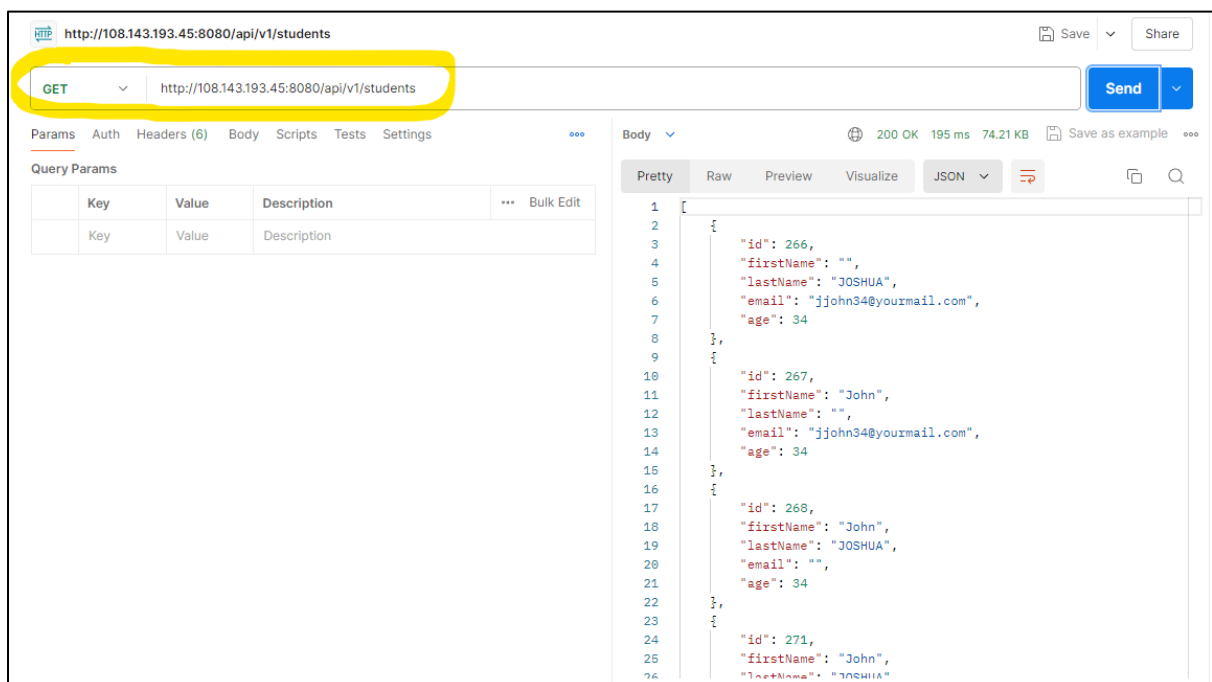 HTTP http://108.143.193.45:8080/api/v1/students Save Share
GET http://108.143.193.45:8080/api/v1/students Send
Params Auth Headers (6) Body Scripts Tests Settings
Query Params
Key Value Description Bulk Edit
Key Value Description
Body 200 OK 195 ms 74.21 KB Save as example
Pretty Raw Preview Visualize JSON
1 [
2 {
3 "id": 266,
4 "firstName": "",
5 "lastName": "JOSHUA",
6 "email": "jjohn34@yourmail.com",
7 "age": 34
8 },
9 {
10 "id": 267,
11 "firstName": "John",
12 "lastName": "",
13 "email": "jjohn34@yourmail.com",
14 "age": 34
15 },
16 {
17 "id": 268,
18 "firstName": "John",
19 "lastName": "JOSHUA",
20 "email": "",
21 "age": 34
22 },
23 {
24 "id": 271,
25 "firstName": "John",
26 "lastName": "JOSHUA"